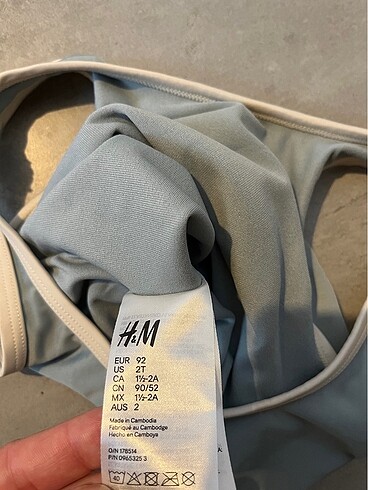 H&M
EUR 92
US 2T
CA 1½-2A
CN 90/52
MX 1½-2A
AUS 2
Made in Cambodia
Fabriqué au Cambodge
Hecho en Camboya
O/N 178514
P/N 0965325 3
40